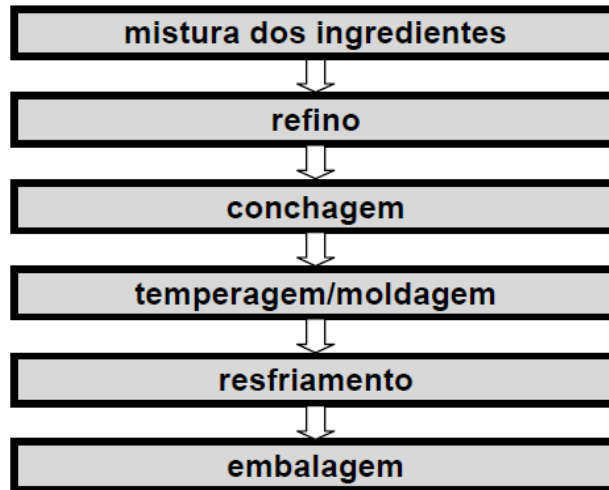 mistura dos ingredientes
refino
conchagem
temperagem/moldagem
resfriamento
embalagem